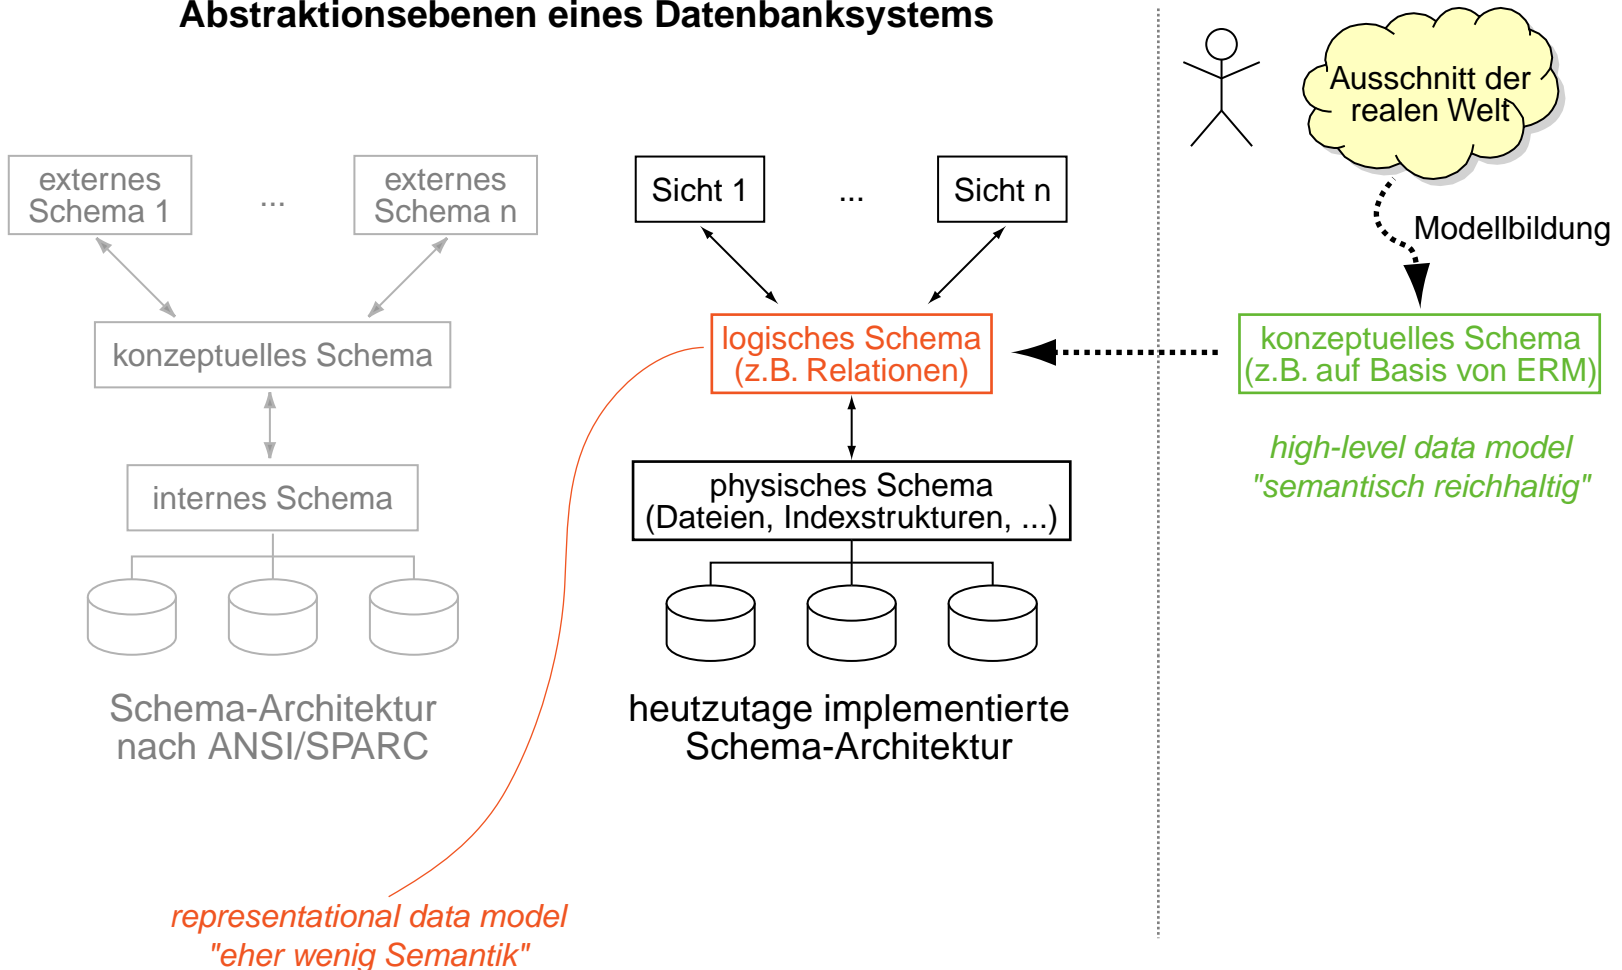 Abstraktionsebenen eines Datenbanksystems
externes
Schema 1
...
externes
Schema n
konzeptuelles Schema
internes Schema
Schema-Architektur
nach ANSI/SPARC
Sicht 1
...
Sicht n
logisches Schema
(z.B. Relationen)
physisches Schema
(Dateien, Indexstrukturen, ...)
heutzutage implementierte
Schema-Architektur
representational data model
"eher wenig Semantik"
Ausschnitt der
realen Welt
Modellbildung
konzeptuelles Schema
(z.B. auf Basis von ERM)
high-level data model
"semantisch reichhaltig"